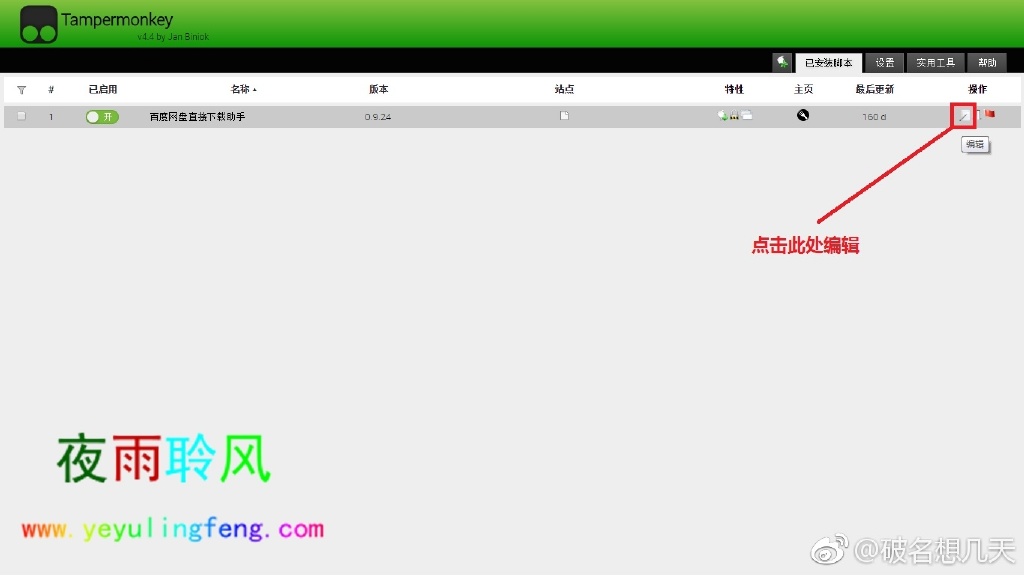 Tampermonkey
v4.4 by Jan Biniok
已安装脚本 设置 实用工具 帮助
# 已启用 名称 版本 站点 特性 主页 最后更新 操作
1 开 百度网盘直接下载助手 0.9.24 160 d
编辑
点击此处编辑
夜雨聆风
www.yeyulingfeng.com
@破名想几天